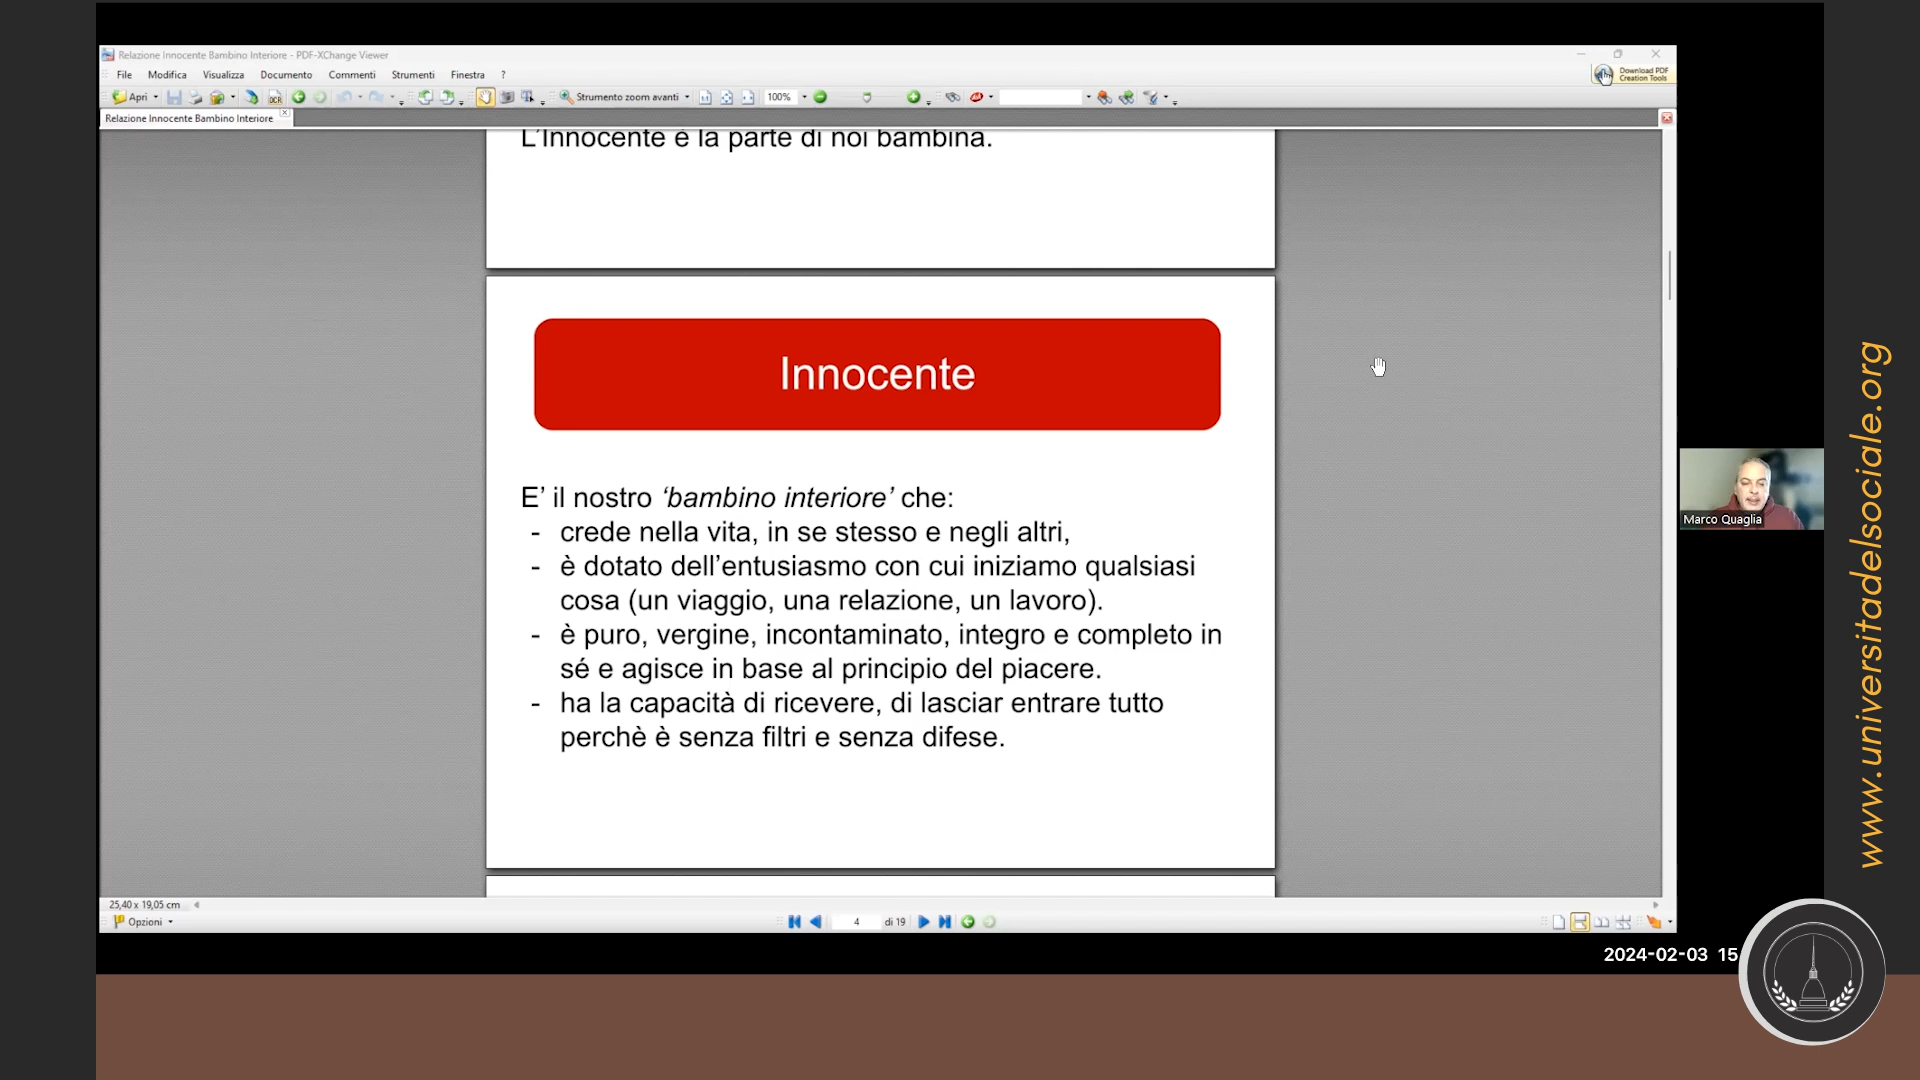 Relazione Innocente Bambino Interiore - PDF-XChange Viewer
File Modifica Visualizza Documento Commenti Strumenti Finestra ?
Download PDF
Creation Tools
Apri OCR Strumento zoom avanti 100%
Relazione Innocente Bambino Interiore
L'Innocente è la parte di noi bambina.
Innocente
E' il nostro ‘bambino interiore’ che:
- crede nella vita, in se stesso e negli altri,
- è dotato dell’entusiasmo con cui iniziamo qualsiasi
cosa (un viaggio, una relazione, un lavoro).
- è puro, vergine, incontaminato, integro e completo in
sé e agisce in base al principio del piacere.
- ha la capacità di ricevere, di lasciar entrare tutto
perchè è senza filtri e senza difese.
Marco Quaglia
www.universitadelsociale.org
25,40 x 19,05 cm
Opzioni
4 di 19
2024-02-03 15